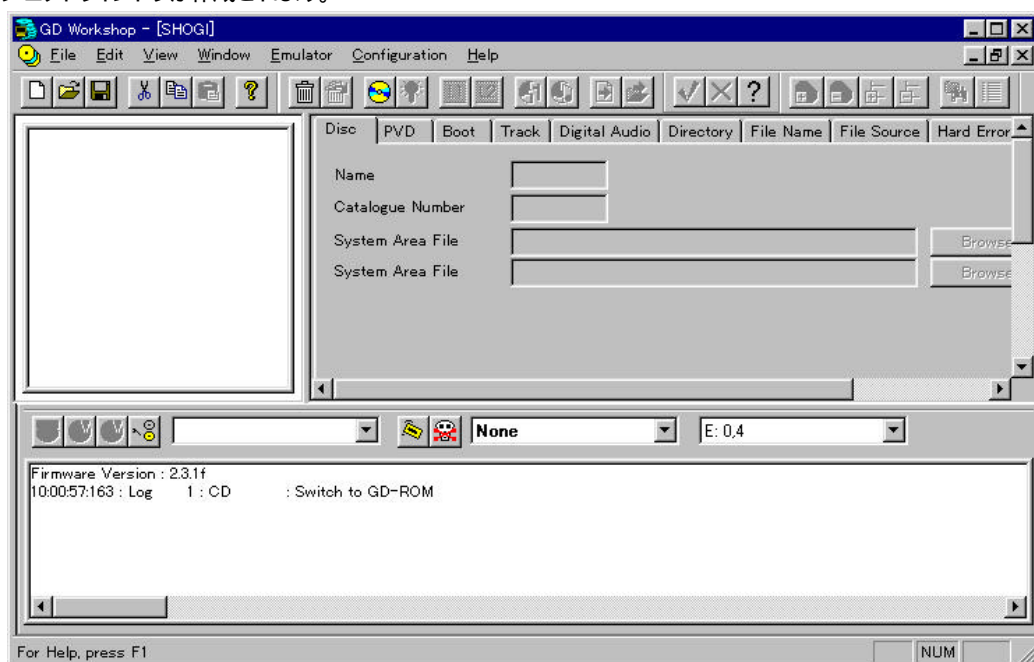 GD Workshop - [SHOGI]
File Edit View Window Emulator Configuration Help
Disc PVD Boot Track Digital Audio Directory File Name File Source Hard Error
Name
Catalogue Number
System Area File Browse
System Area File Browse
None E: 0,4
Firmware Version : 2.3.1f
10:00:57:163 : Log 1 : CD : Switch to GD-ROM
For Help, press F1 NUM